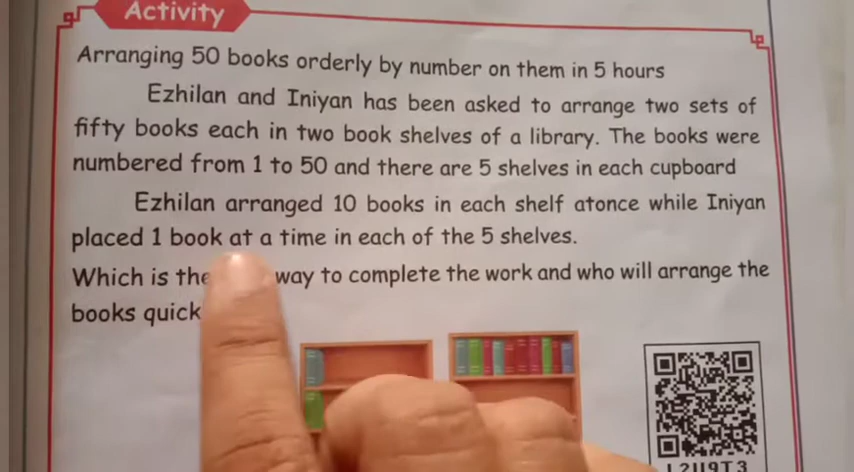 Activity
Arranging 50 books orderly by number on them in 5 hours
Ezhilan and Iniyan has been asked to arrange two sets of
fifty books each in two book shelves of a library. The books were
numbered from 1 to 50 and there are 5 shelves in each cupboard
Ezhilan arranged 10 books in each shelf atonce while Iniyan
placed 1 book at a time in each of the 5 shelves.
Which is the way to complete the work and who will arrange the
books quick
L2U9T3